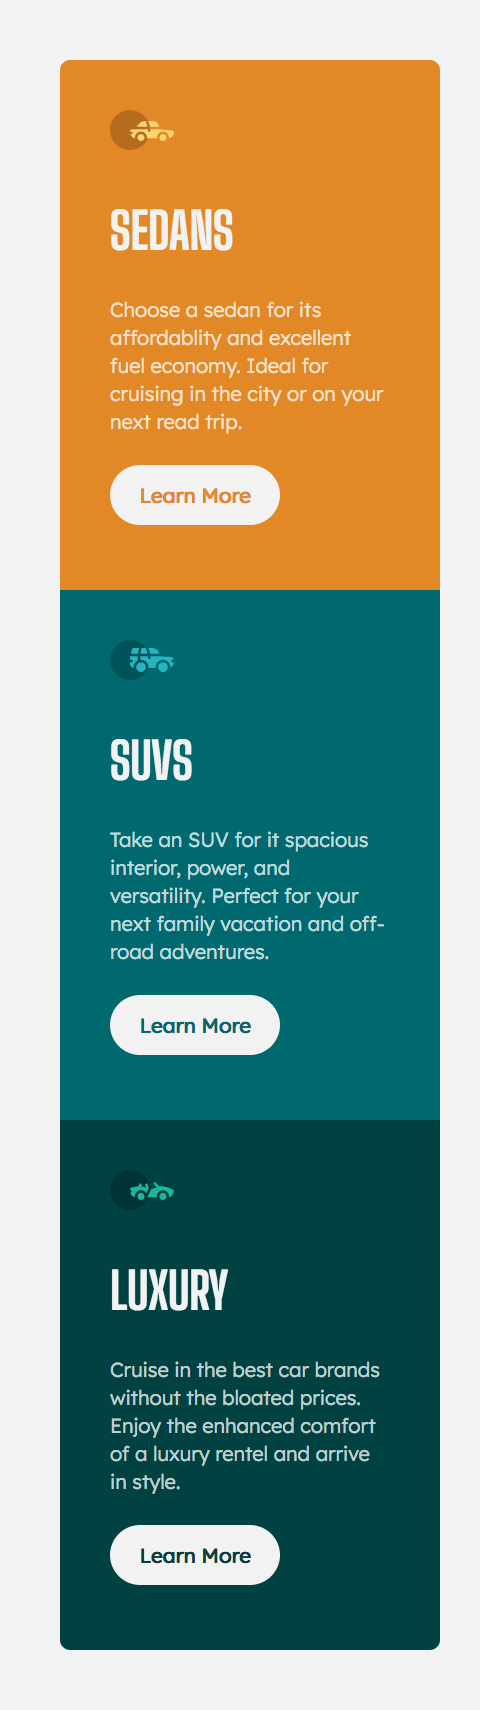 SEDANS
Choose a sedan for its
affordablity and excellent
fuel economy. Ideal for
cruising in the city or on your
next read trip.
Learn More
SUVS
Take an SUV for it spacious
interior, power, and
versatility. Perfect for your
next family vacation and off-
road adventures.
Learn More
LUXURY
Cruise in the best car brands
without the bloated prices.
Enjoy the enhanced comfort
of a luxury rentel and arrive
in style.
Learn More